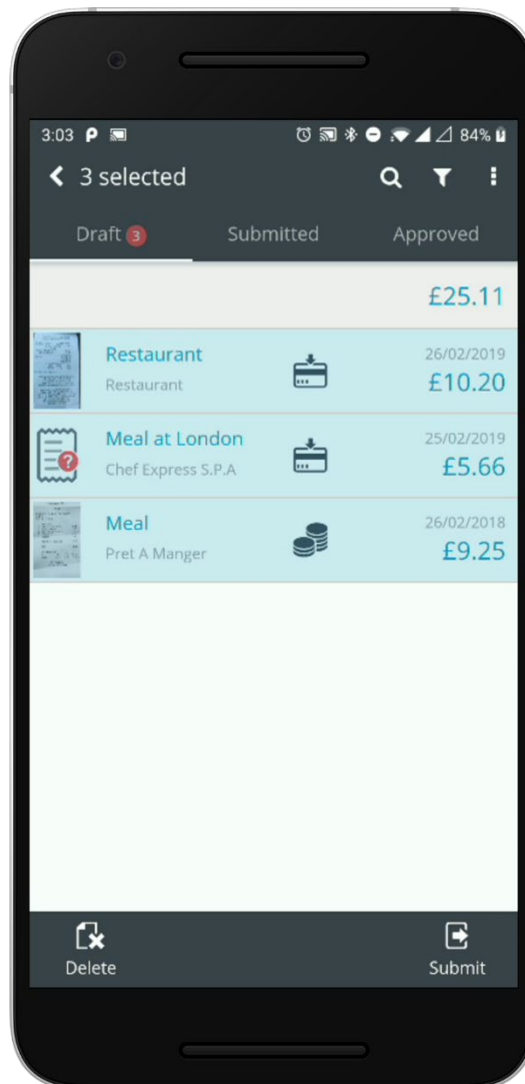 3:03 84%
3 selected
Draft 3 Submitted Approved
£25.11
Restaurant 26/02/2019
Restaurant £10.20
Meal at London 25/02/2019
Chef Express S.P.A £5.66
Meal 26/02/2018
Pret A Manger £9.25
Delete Submit